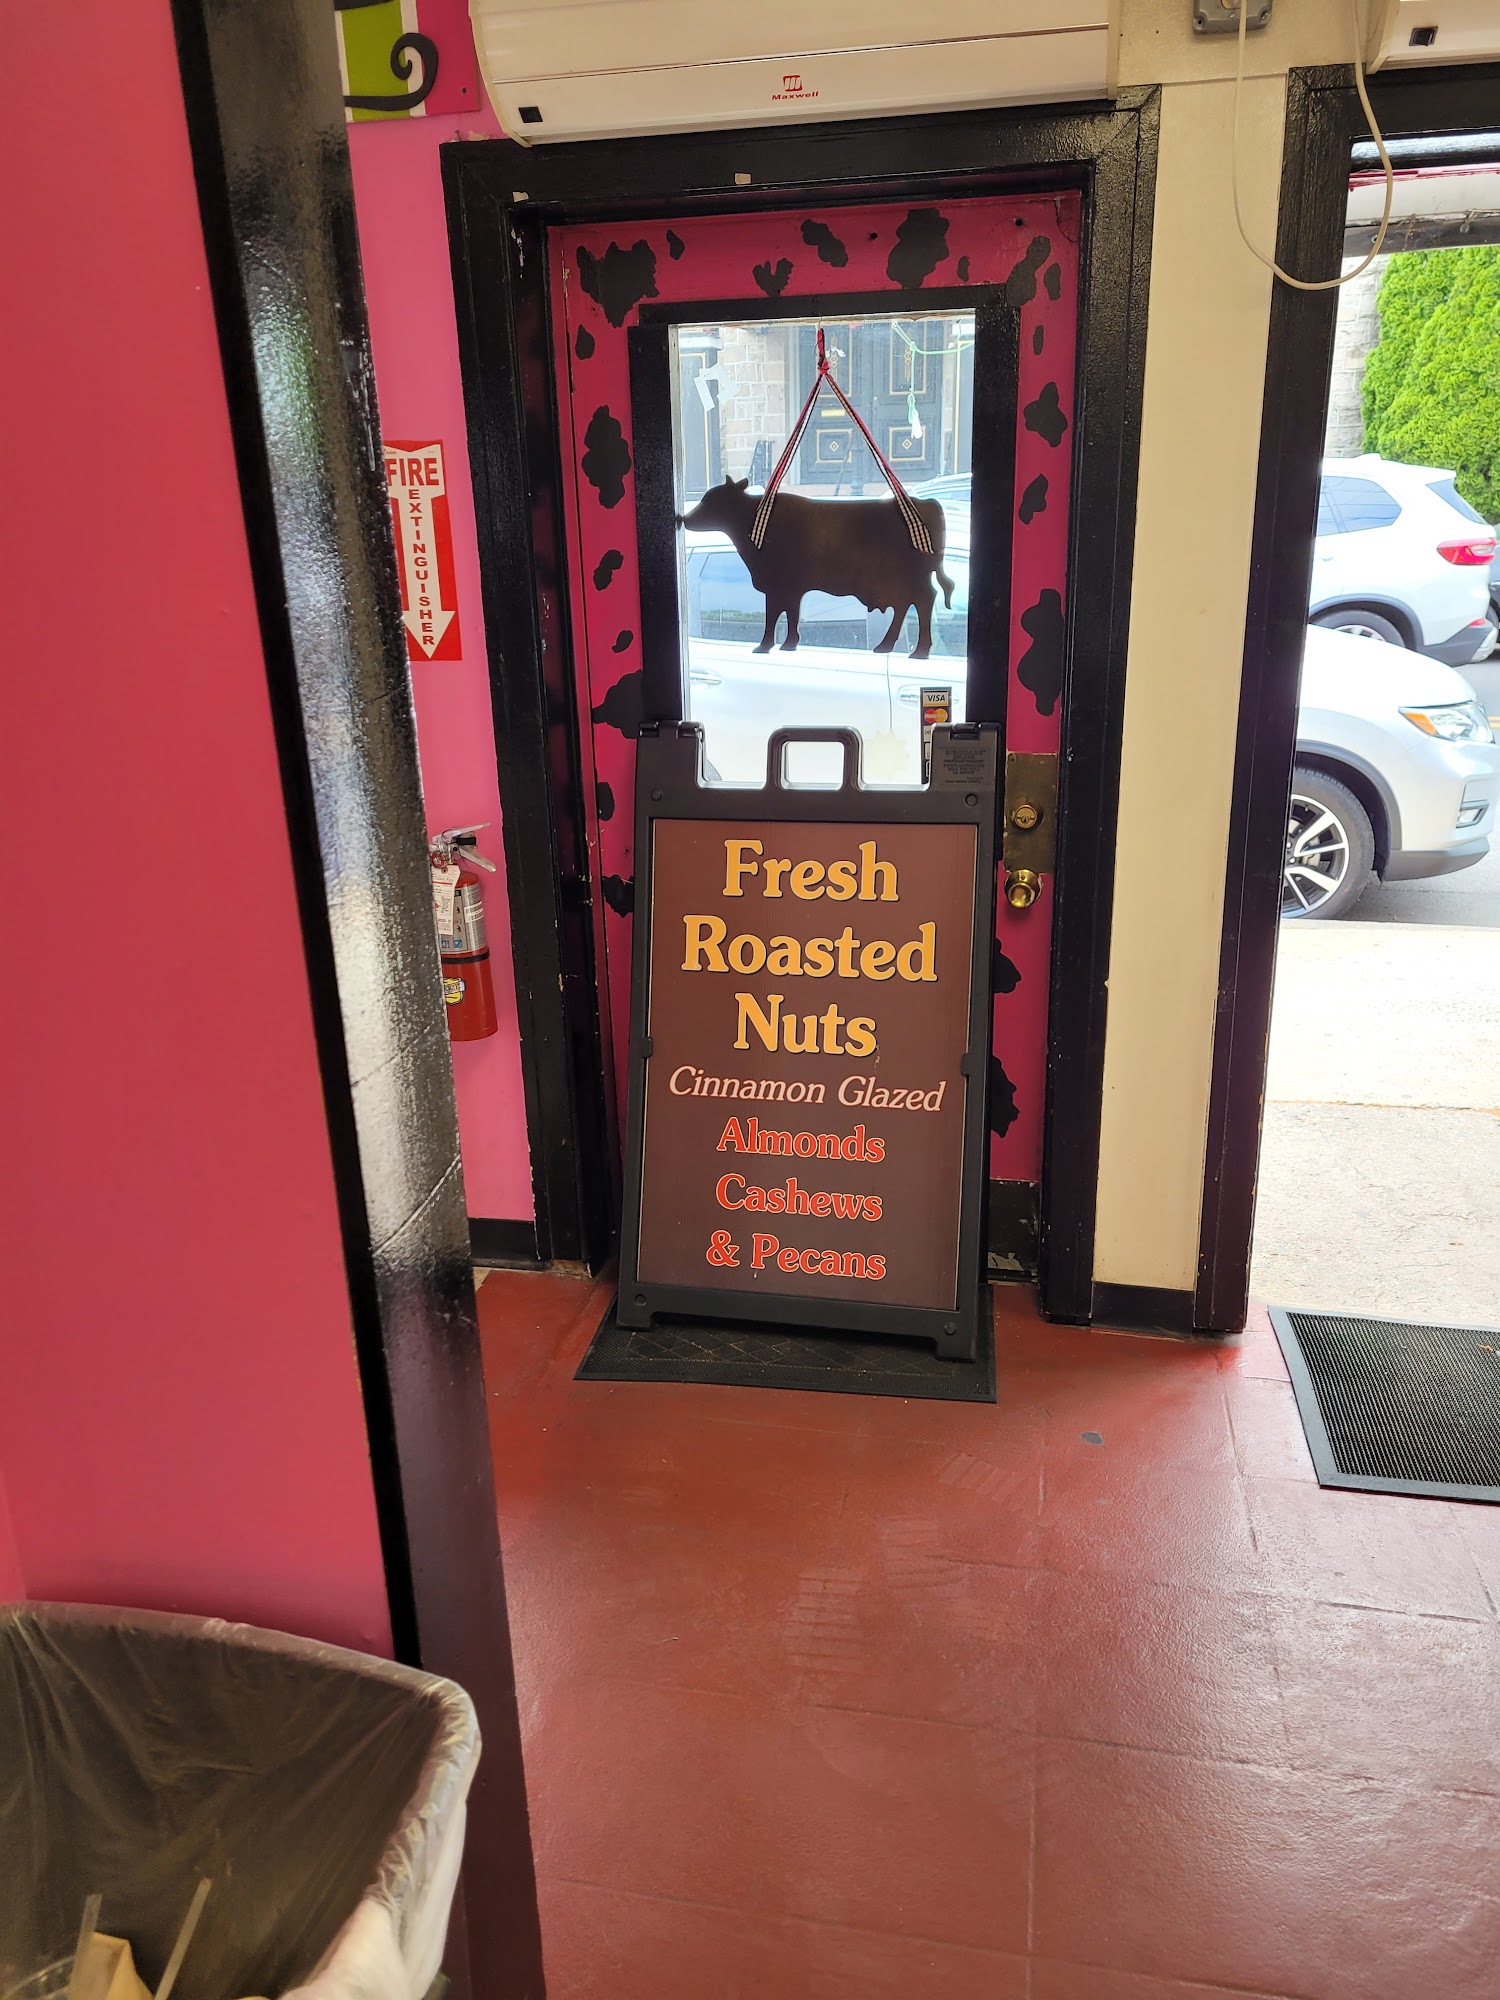 Maxwell
FIRE
EXTINGUISHER
VISA
Fresh
Roasted
Nuts
Cinnamon Glazed
Almonds
Cashews
& Pecans